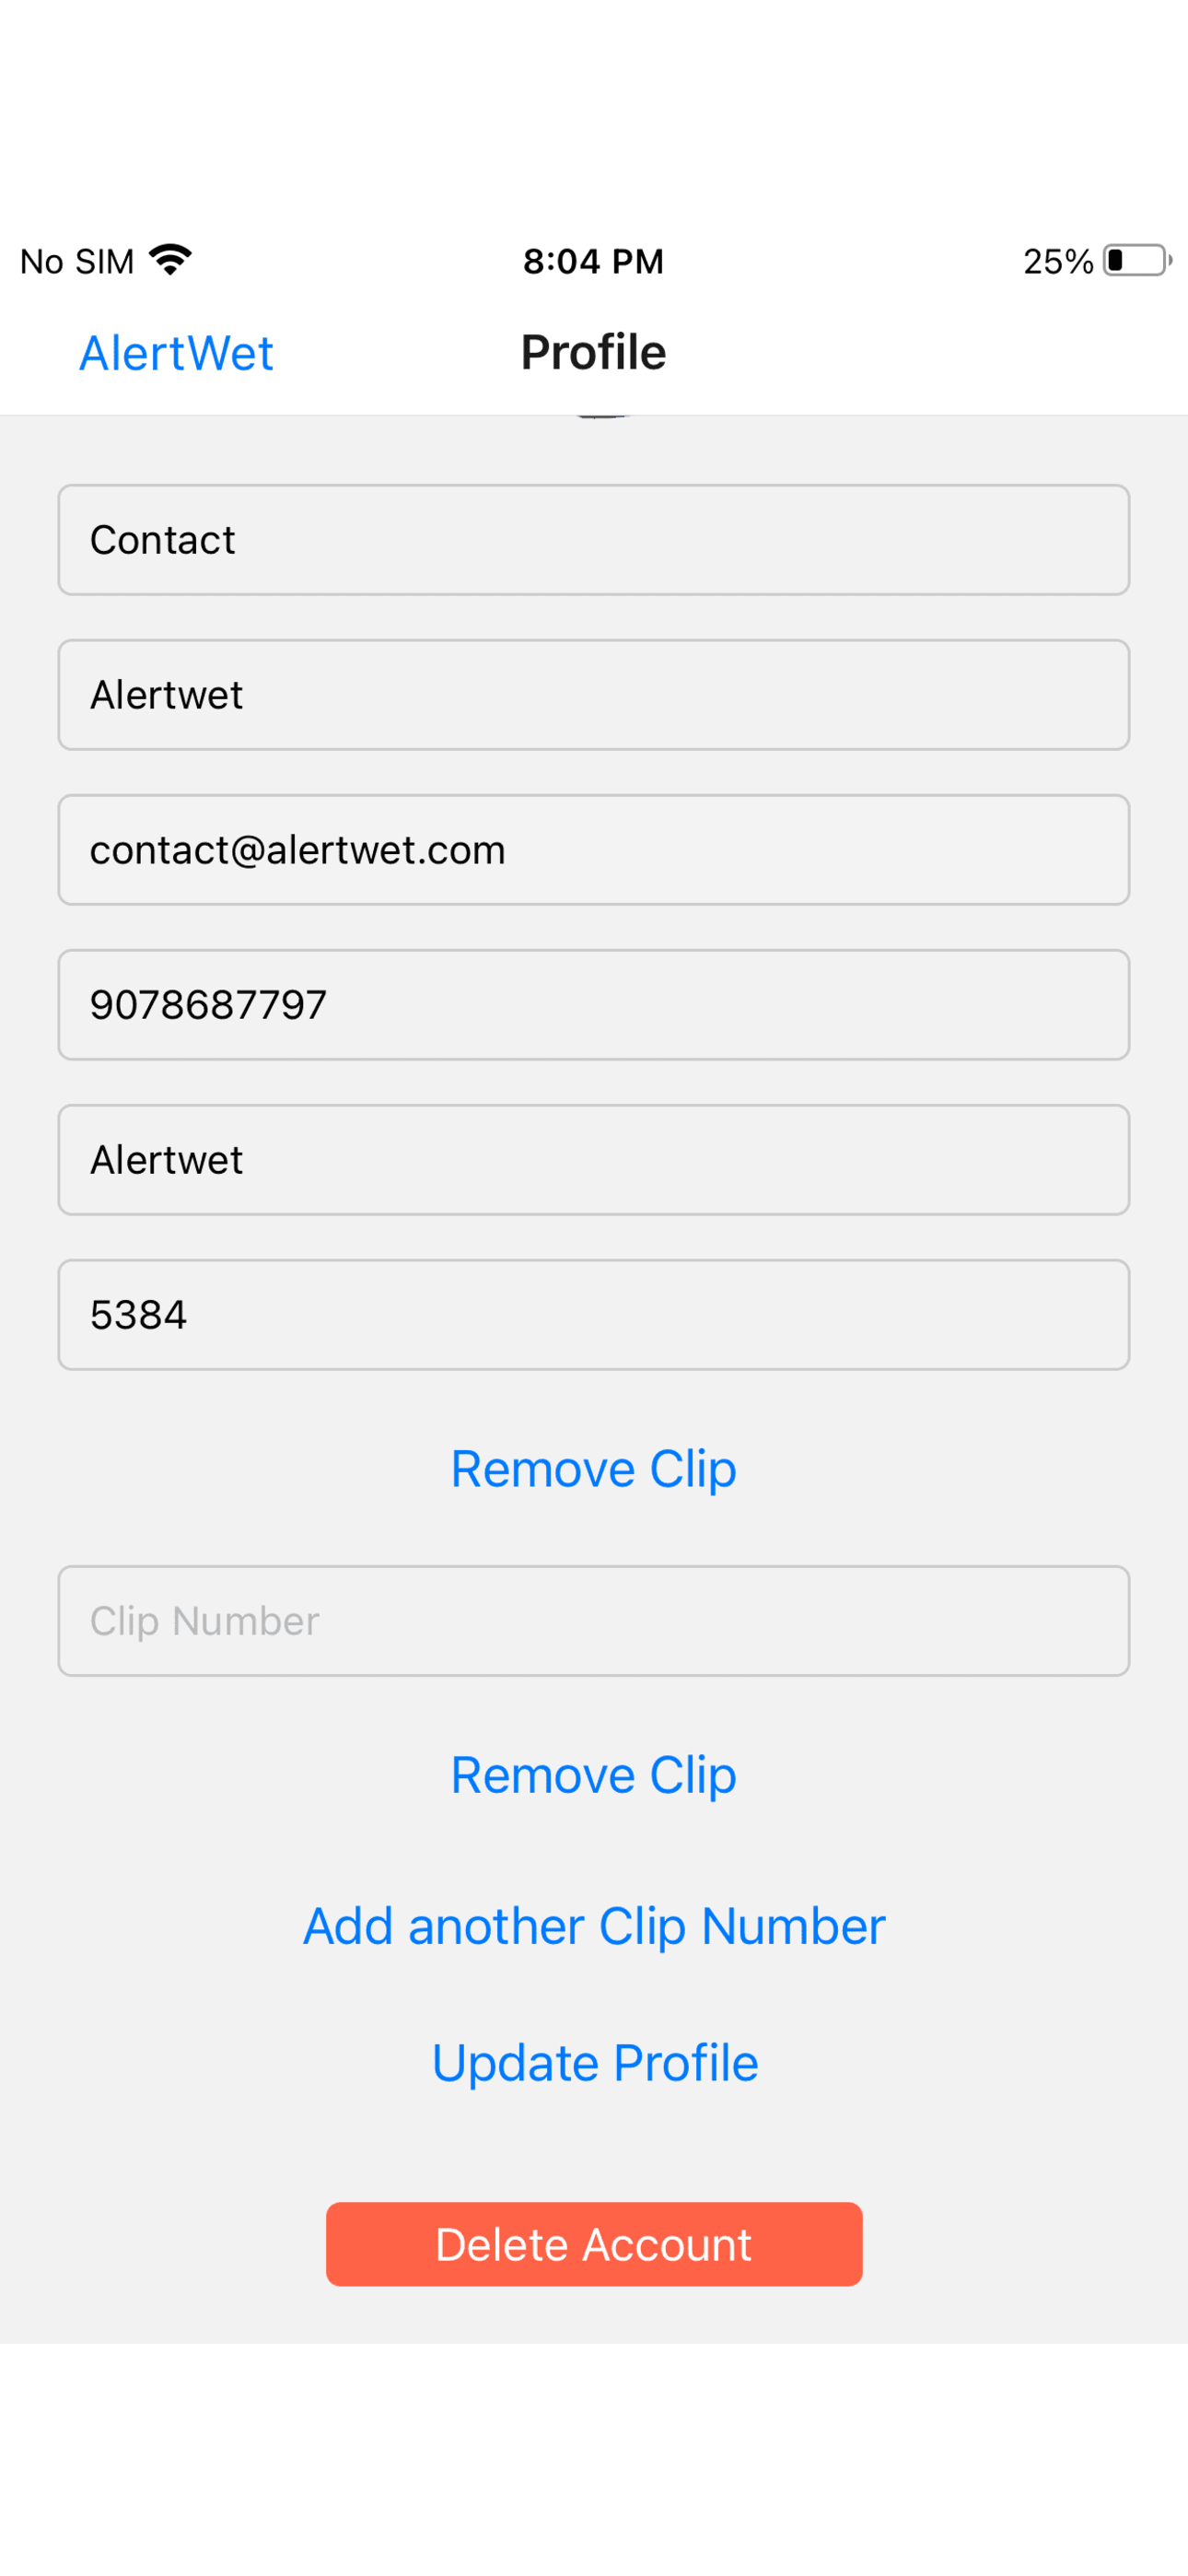 No SIM 8:04 PM 25%
AlertWet Profile
Contact
Alertwet
contact@alertwet.com
9078687797
Alertwet
5384
Remove Clip
Clip Number
Remove Clip
Add another Clip Number
Update Profile
Delete Account